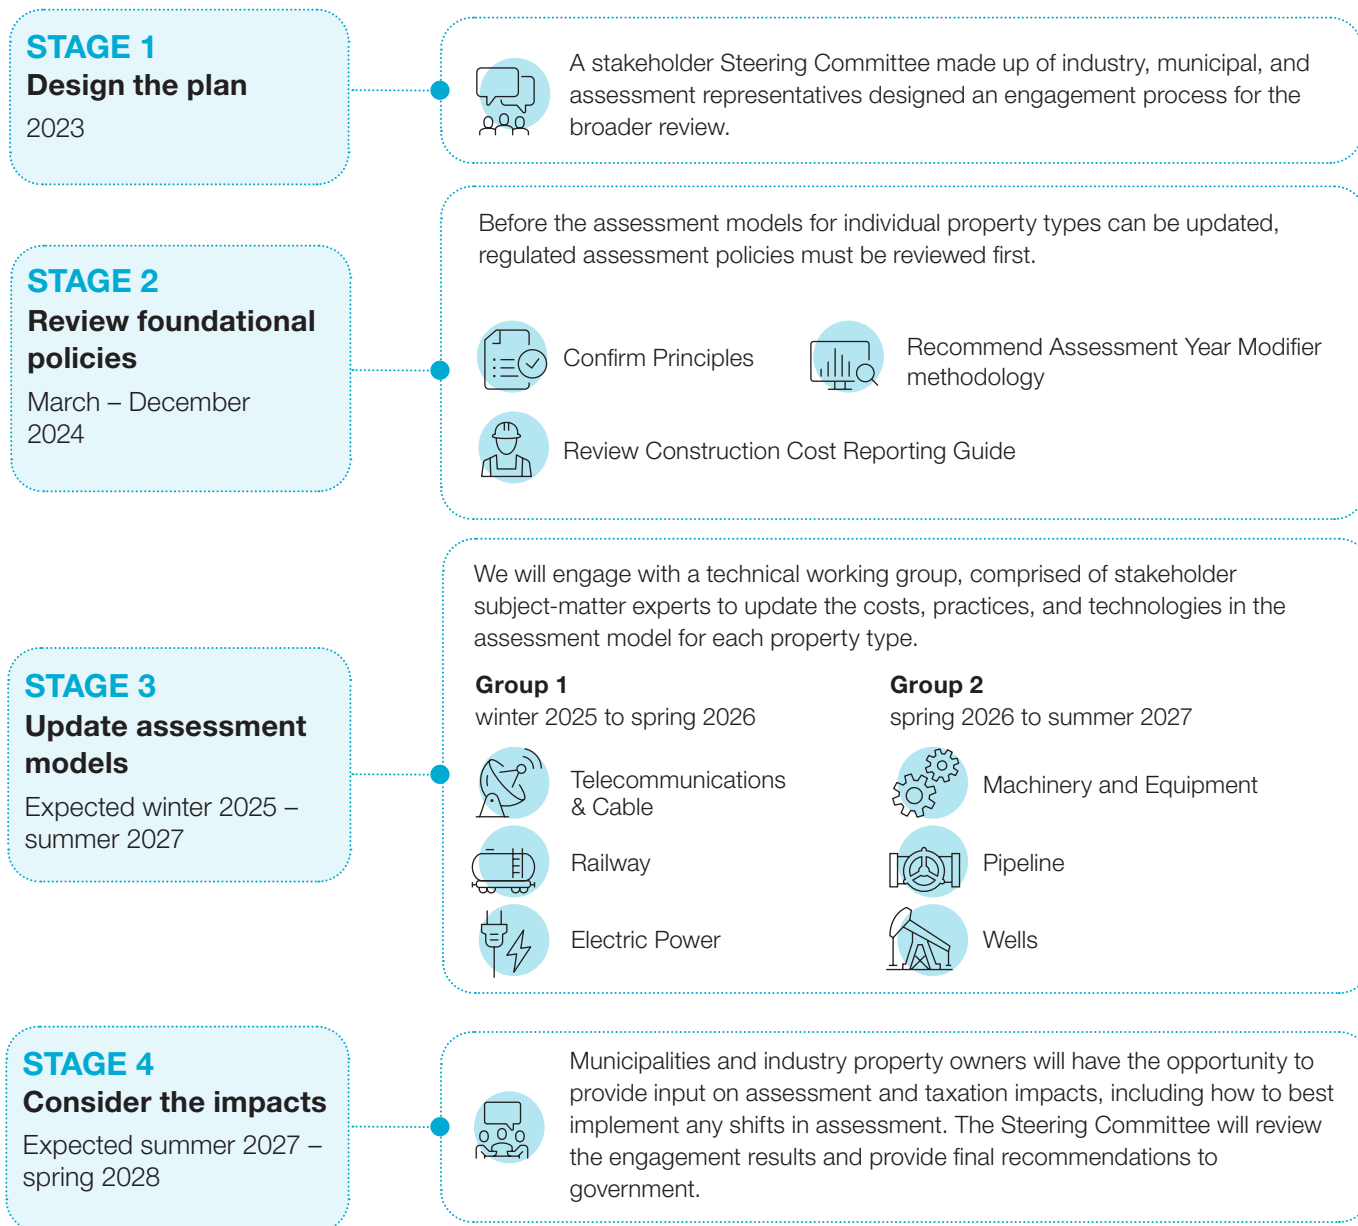 STAGE 1
Design the plan
2023
A stakeholder Steering Committee made up of industry, municipal, and
assessment representatives designed an engagement process for the
broader review.
STAGE 2
Review foundational
policies
March – December
2024
Before the assessment models for individual property types can be updated,
regulated assessment policies must be reviewed first.
Confirm Principles
Recommend Assessment Year Modifier
methodology
Review Construction Cost Reporting Guide
STAGE 3
Update assessment
models
Expected winter 2025 –
summer 2027
We will engage with a technical working group, comprised of stakeholder
subject-matter experts to update the costs, practices, and technologies in the
assessment model for each property type.
Group 1
winter 2025 to spring 2026
Telecommunications
& Cable
Railway
Electric Power
Group 2
spring 2026 to summer 2027
Machinery and Equipment
Pipeline
Wells
STAGE 4
Consider the impacts
Expected summer 2027 –
spring 2028
Municipalities and industry property owners will have the opportunity to
provide input on assessment and taxation impacts, including how to best
implement any shifts in assessment. The Steering Committee will review
the engagement results and provide final recommendations to
government.